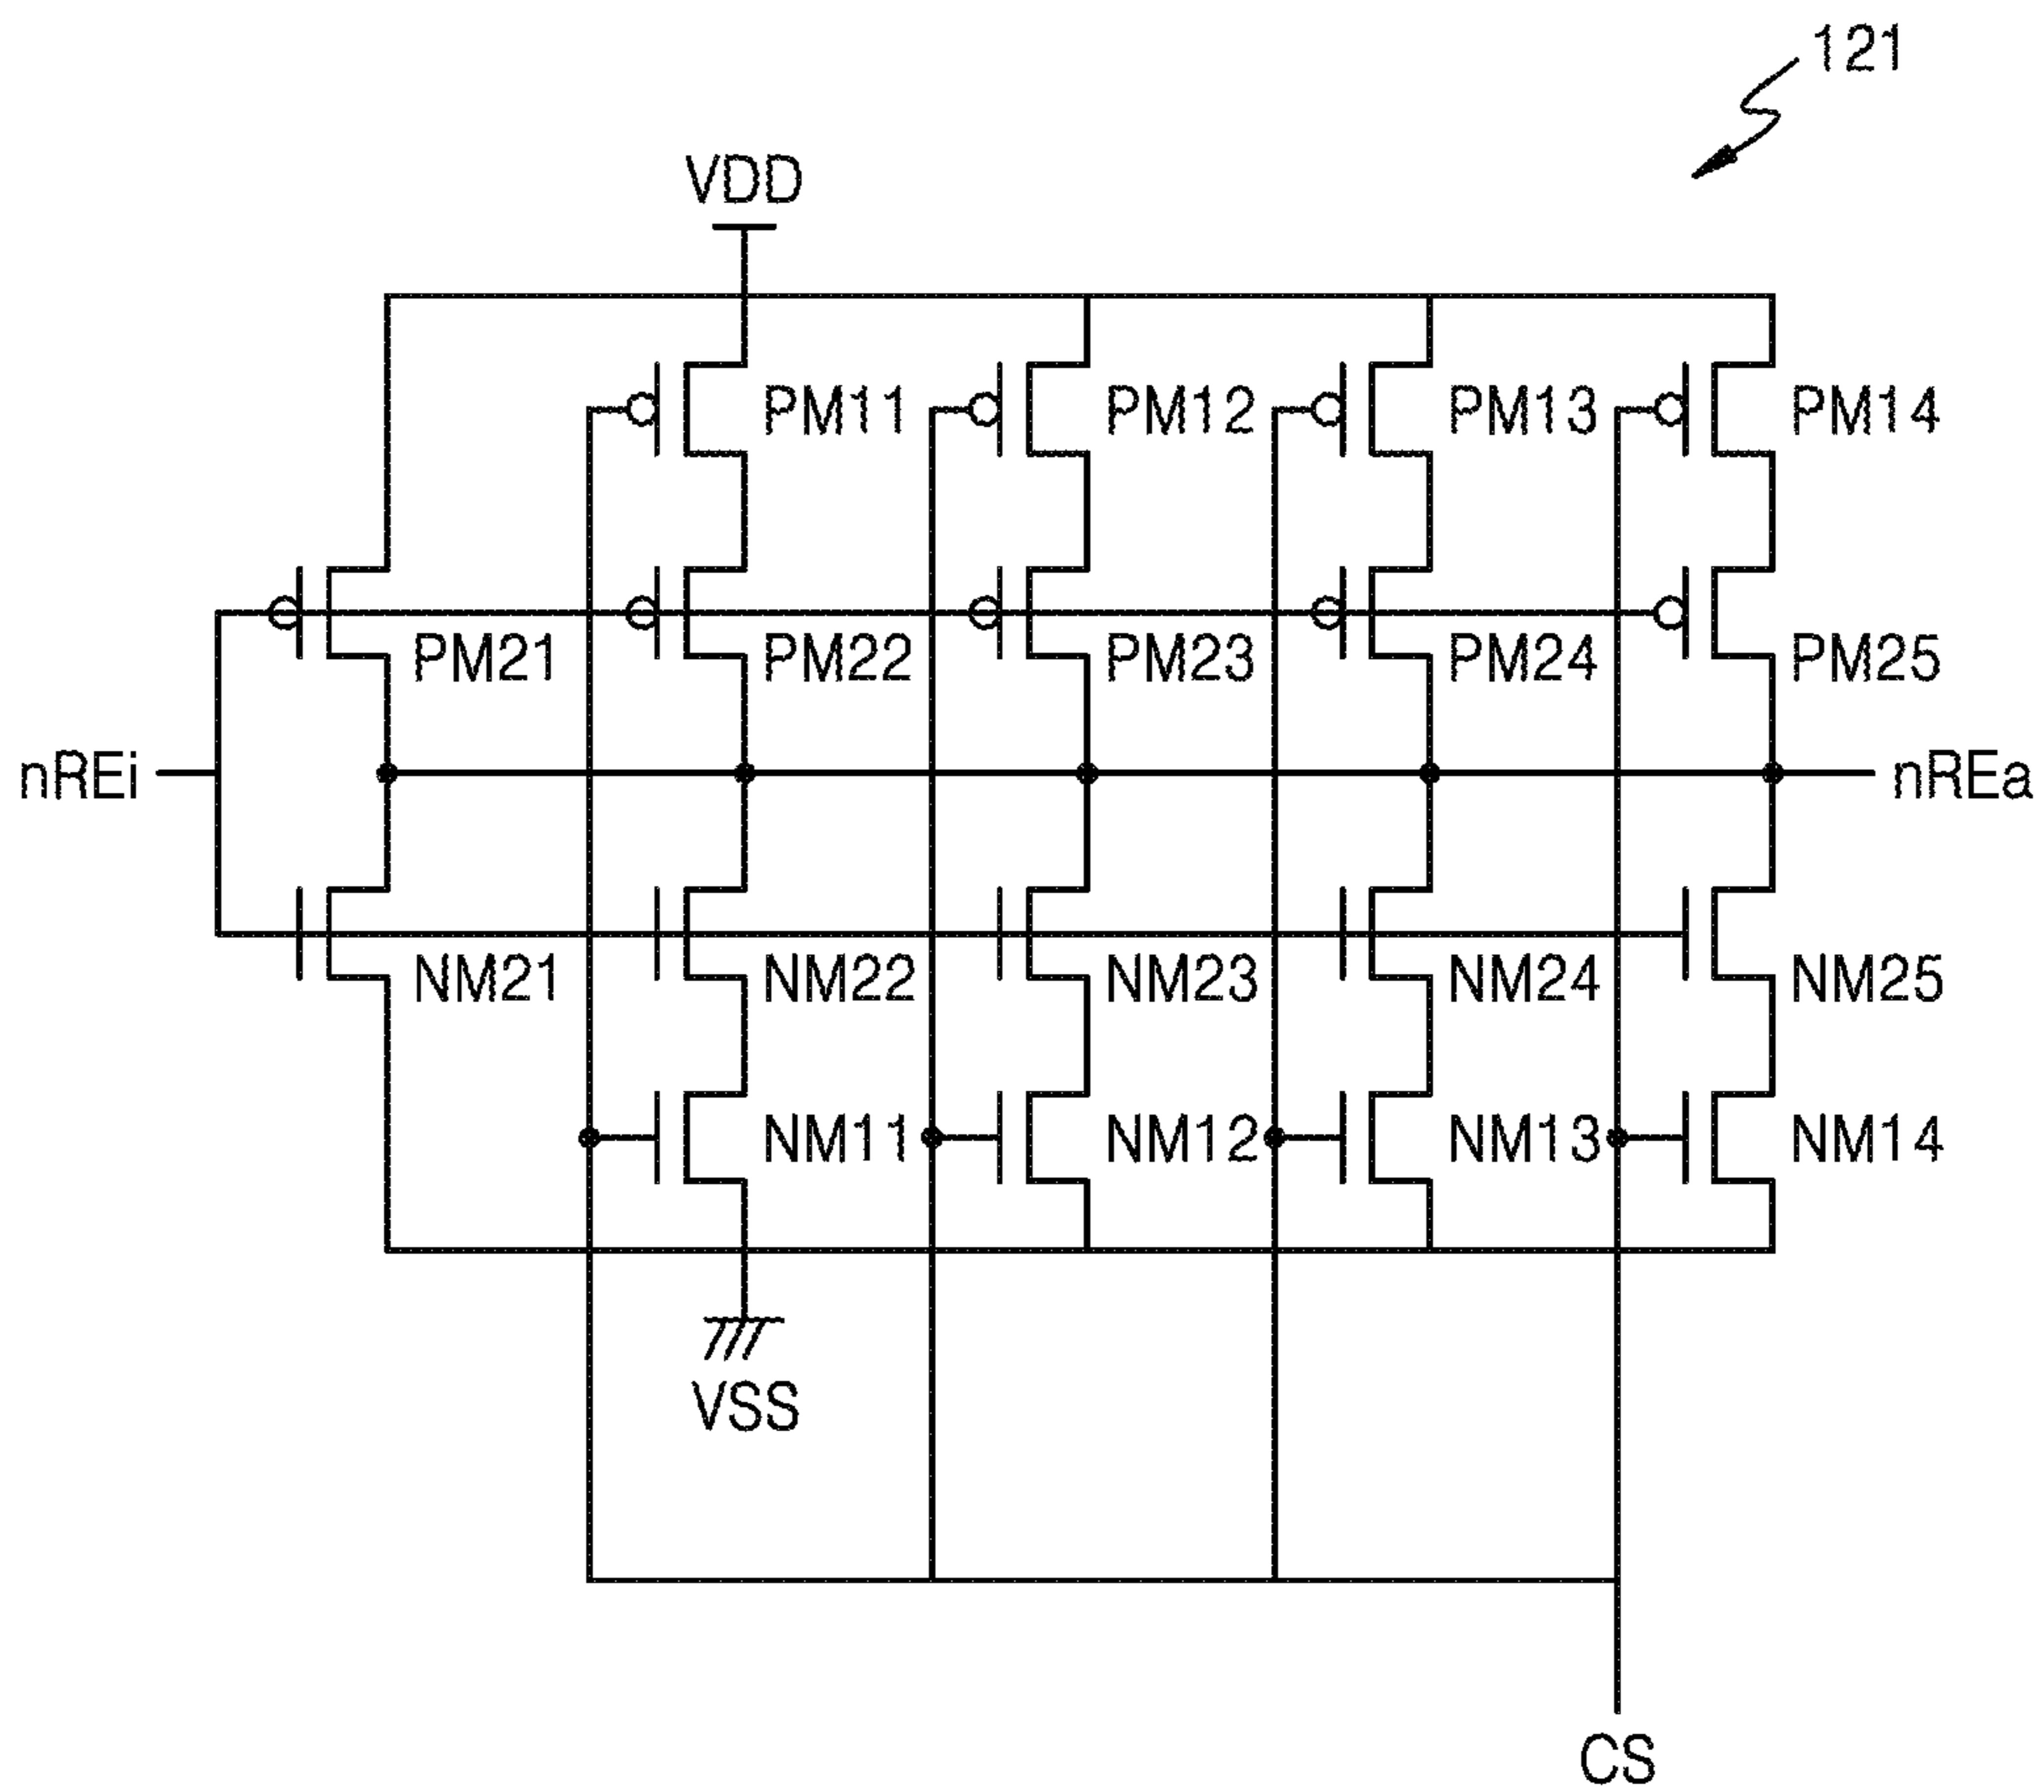 121
VDD
PM11 PM12 PM13 PM14
PM21 PM22 PM23 PM24 PM25
nREi nREa
NM21 NM22 NM23 NM24 NM25
NM11 NM12 NM13 NM14
VSS
CS